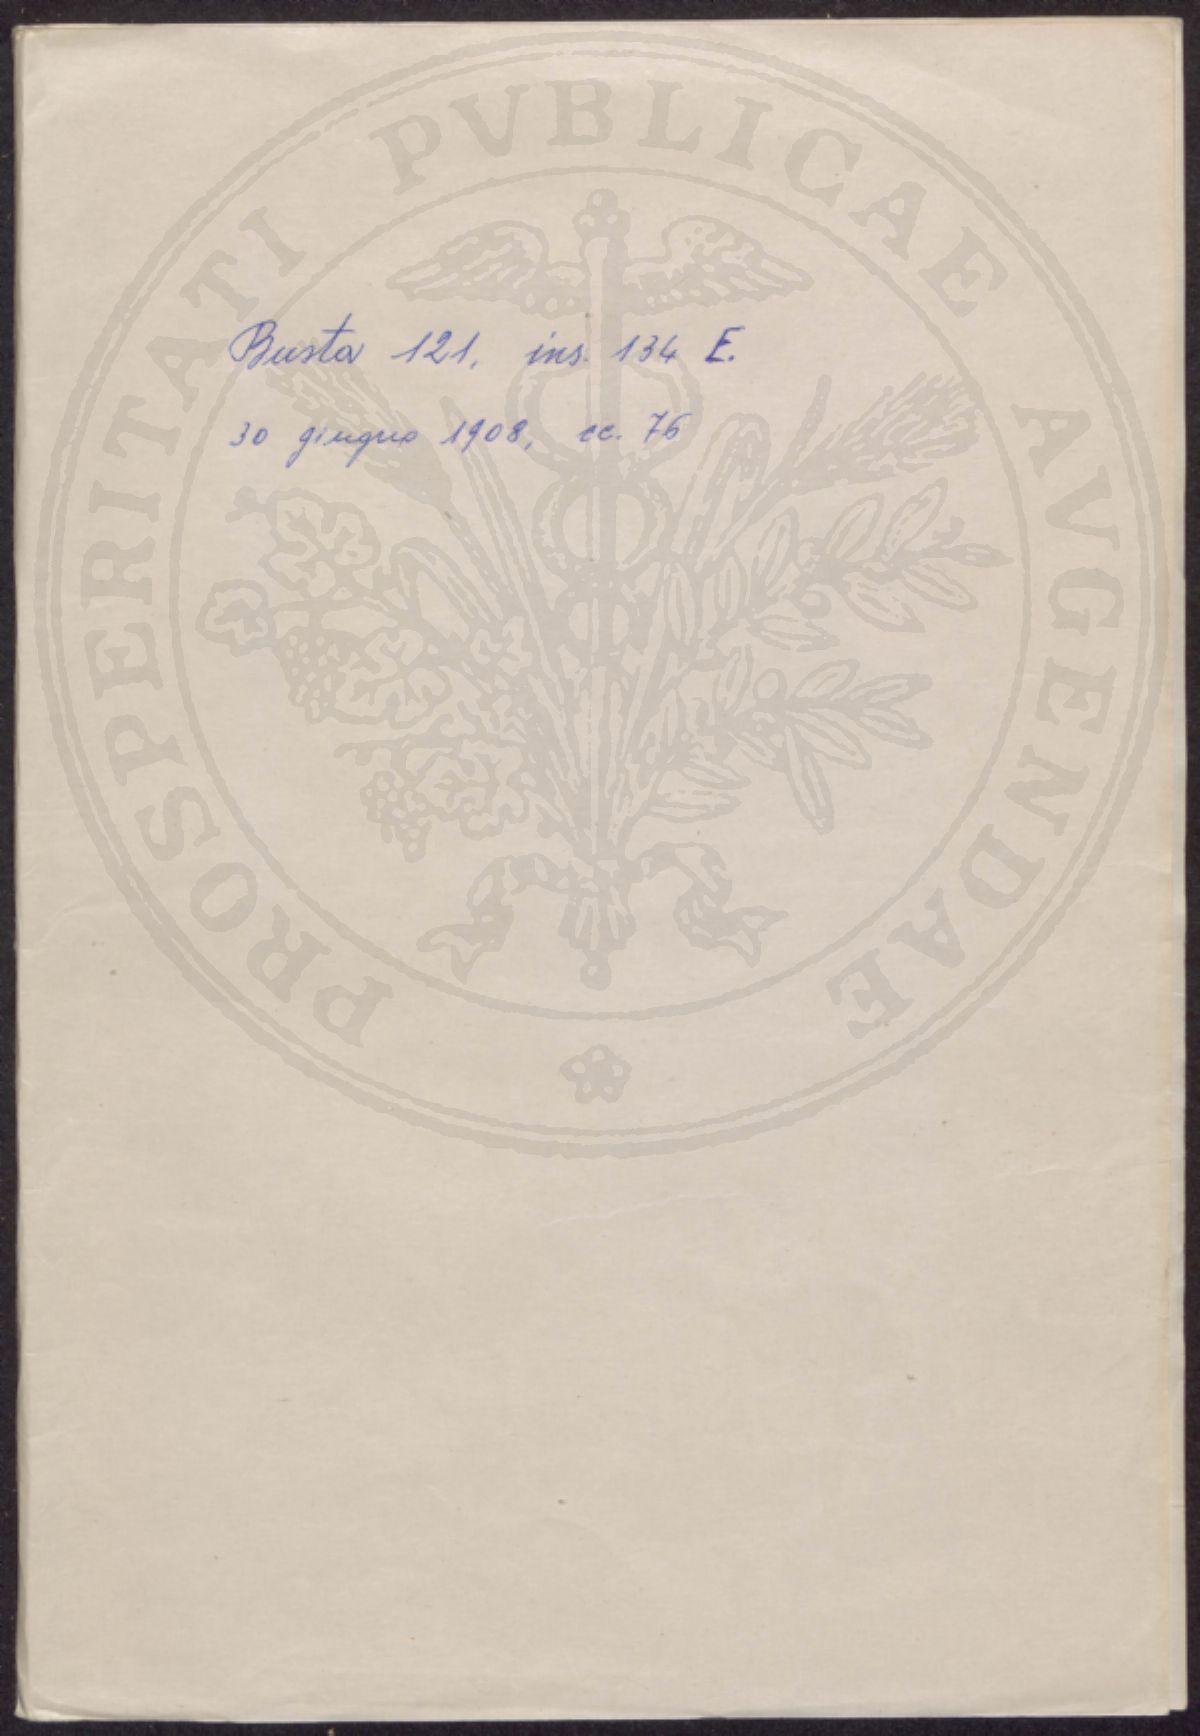 PROSPERITATI PVBLICAE AVGENDAE
Busta 121, ins. 134 E.
30 giugno 1908, cc. 76